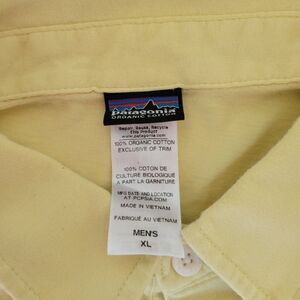 patagonia
ORGANIC COTTON
Repair, Reuse, Recycle
This Product
www.patagonia.com
100% ORGANIC COTTON
EXCLUSIVE OF TRIM
100% COTON DE
CULTURE BIOLOGIQUE
A PART LA GARNITURE
MFG DATE AND LOCATION
AT PCPSIA.COM
MADE IN VIETNAM
FABRIQUÉ AU VIETNAM
MEN'S
XL